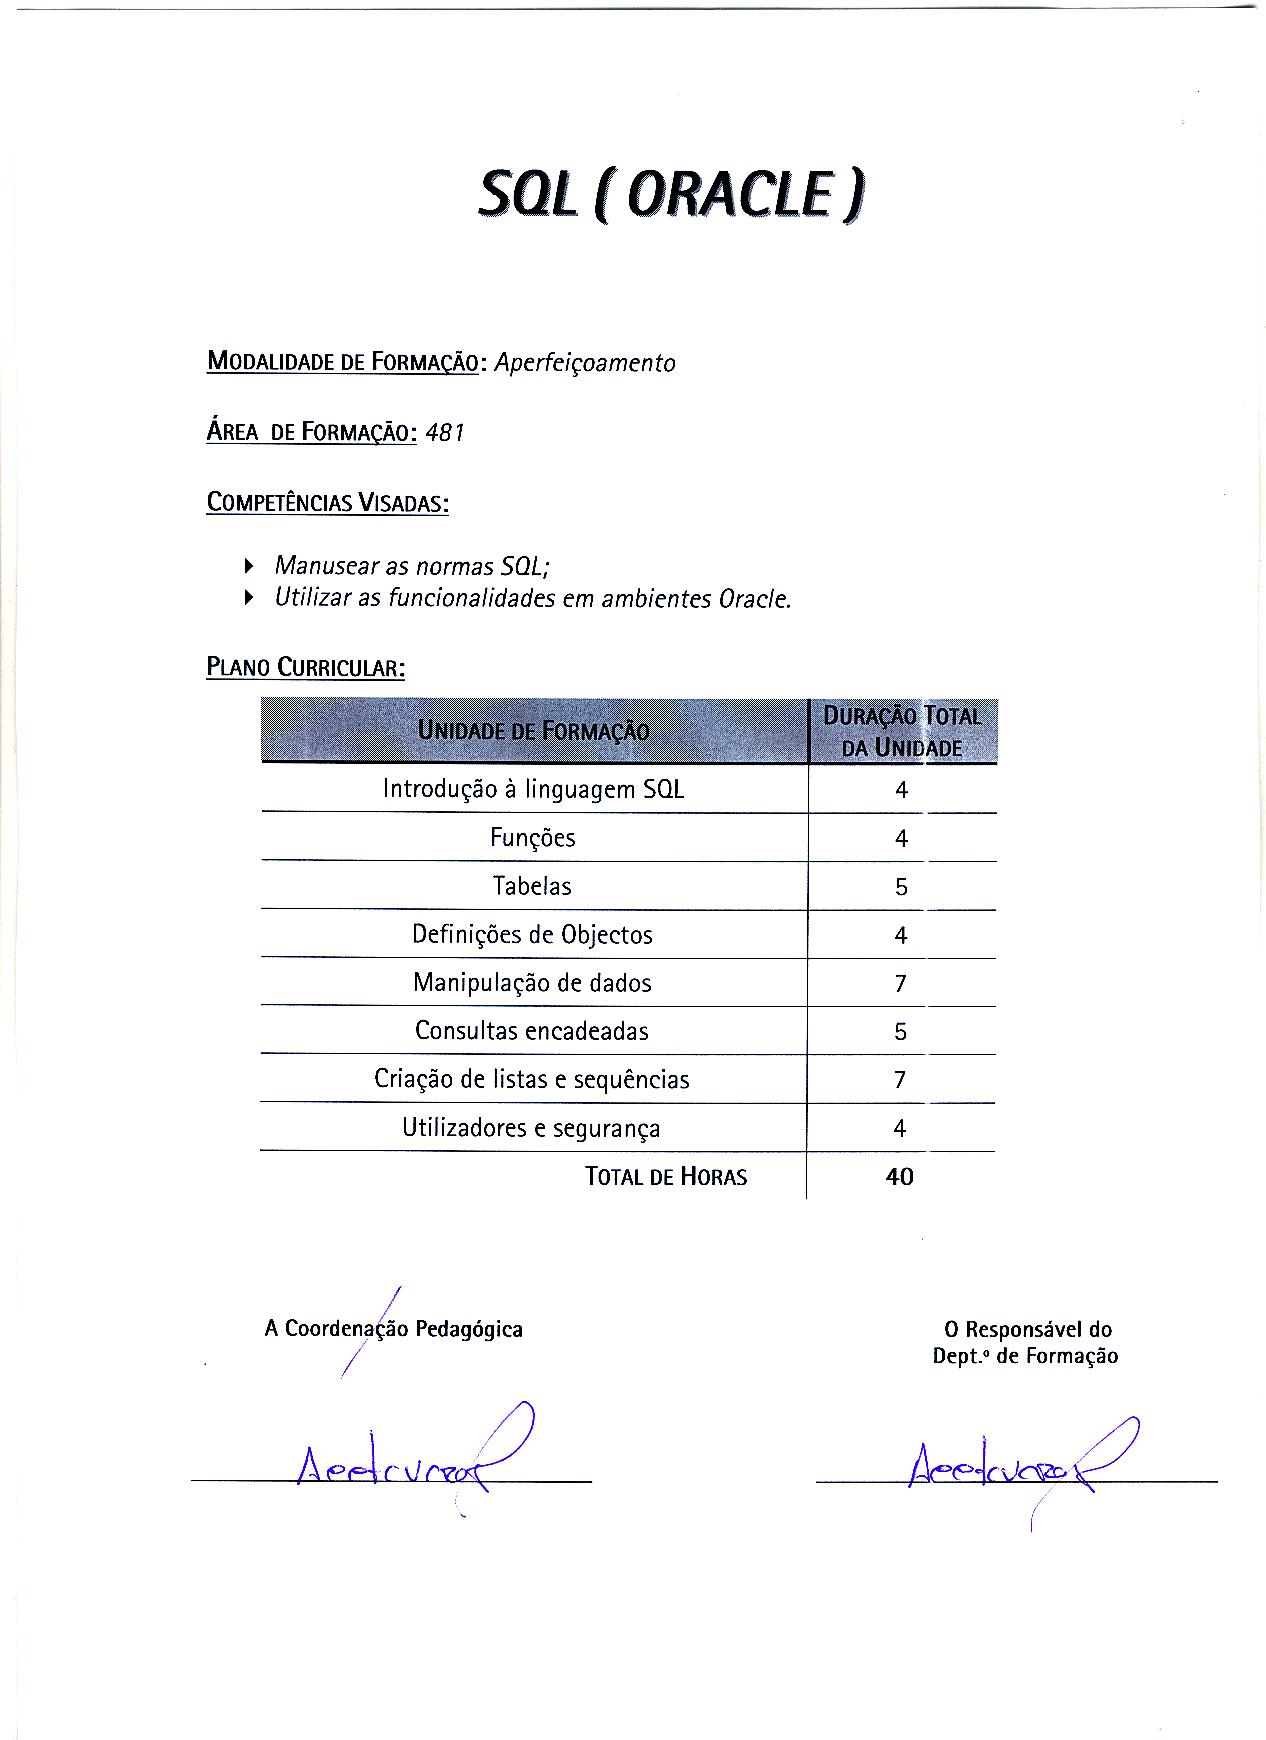 SQL ( ORACLE )
MODALIDADE DE FORMAÇÃO: Aperfeiçoamento
ÁREA DE FORMAÇÃO: 481
COMPETÊNCIAS VISADAS:
Manusear as normas SQL;
Utilizar as funcionalidades em ambientes Oracle.
PLANO CURRICULAR:
UNIDADE DE FORMAÇÃO
DURAÇÃO TOTAL
DA UNIDADE
Introdução à linguagem SQL 4
Funções 4
Tabelas 5
Definições de Objectos 4
Manipulação de dados 7
Consultas encadeadas 5
Criação de listas e sequências 7
Utilizadores e segurança 4
TOTAL DE HORAS 40
A Coordenação Pedagógica
O Responsável do
Dept.º de Formação